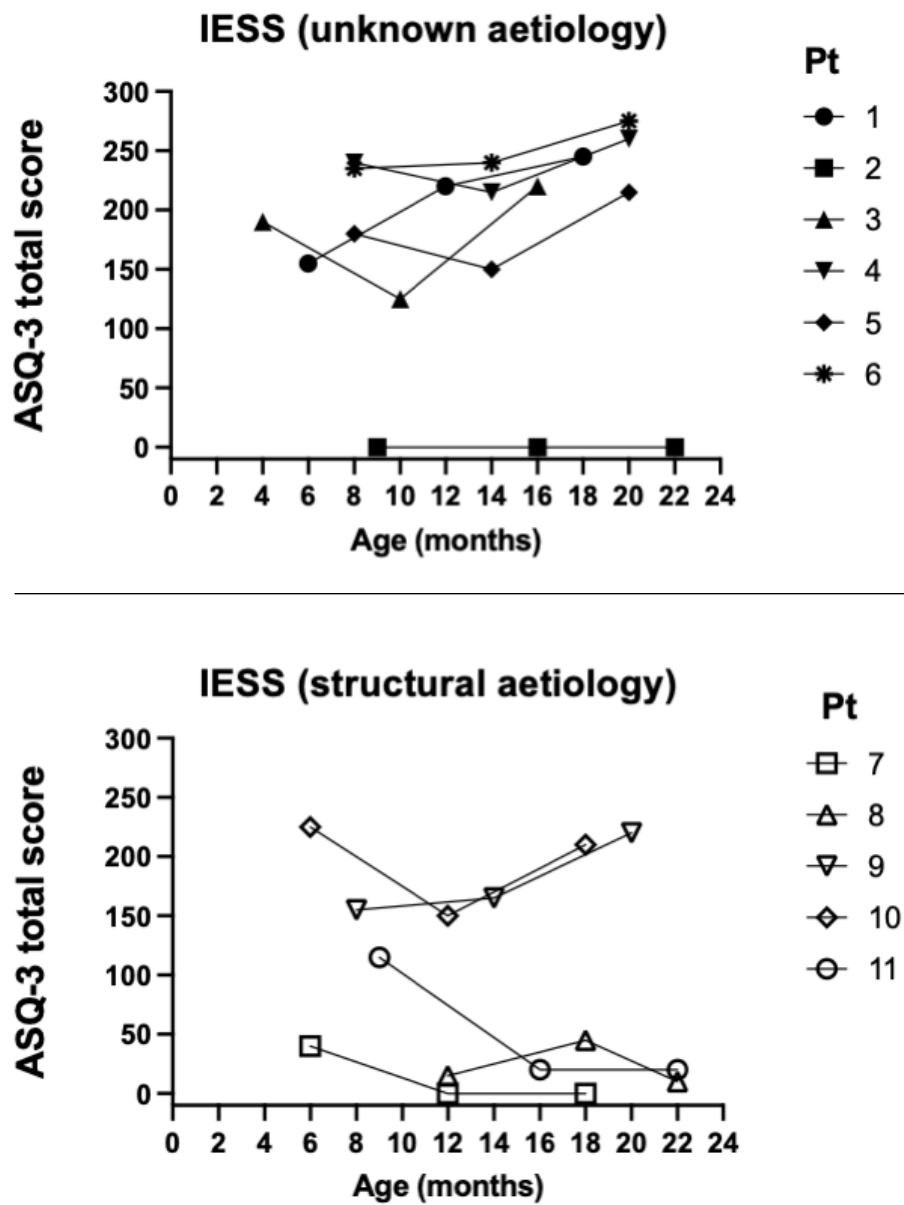 IESS (unknown aetiology)
Pt
1
2
3
4
5
6
ASQ-3 total score
300
250
200
150
100
50
0
0 2 4 6 8 10 12 14 16 18 20 22 24
Age (months)
IESS (structural aetiology)
Pt
7
8
9
10
11
ASQ-3 total score
300
250
200
150
100
50
0
0 2 4 6 8 10 12 14 16 18 20 22 24
Age (months)